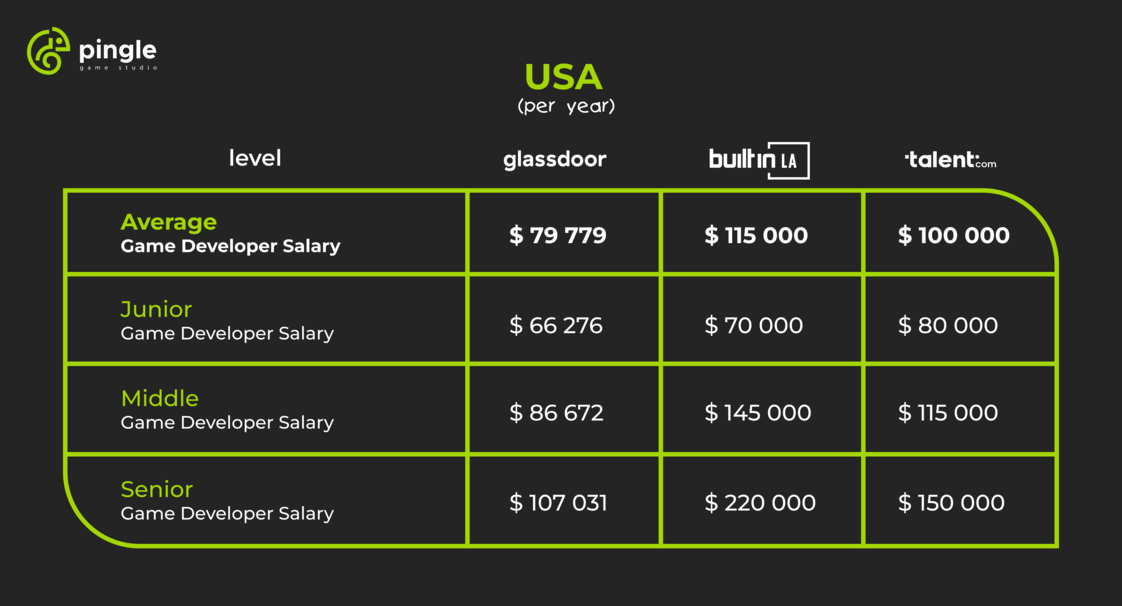 pingle
game studio
USA
(per year)
level glassdoor builtin LA talent.com
Average
Game Developer Salary
$ 79 779 $ 115 000 $ 100 000
Junior
Game Developer Salary
$ 66 276 $ 70 000 $ 80 000
Middle
Game Developer Salary
$ 86 672 $ 145 000 $ 115 000
Senior
Game Developer Salary
$ 107 031 $ 220 000 $ 150 000